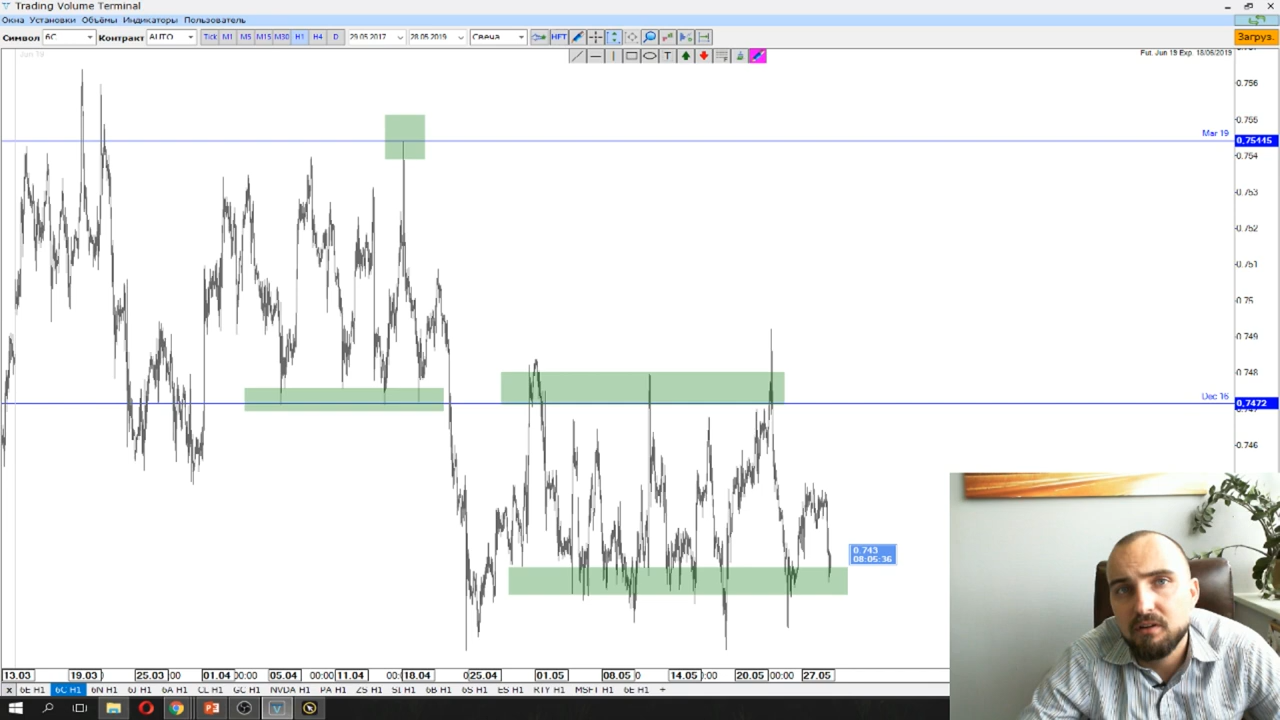 Trading Volume Terminal
Окна Установки Объёмы Индикаторы Пользователь
Символ 6C Контракт AUTO Tick M1 M5 M15 M30 H1 H4 D 29.05.2017 28.05.2019 Свеча HFT Загруз.
T
Jun 19
Fut. Jun 19 Exp. 18/06/2019
0.756
0.755
Mar 19
0.75445
0.754
0.753
0.752
0.751
0.75
0.749
0.748
Dec 16
0.7472
0.746
0.743
08:05:36
13.03 19.03 25.03 :00 01.04 00:00 05.04 00:00 11.04 :00 18.04 0 25.04 01.05 08.05 0 14.05 :00 20.05 00:00 27.05
x 6E H1 6C H1 6N H1 6J H1 6A H1 CL H1 GC H1 NVDA H1 PA H1 ZS H1 SI H1 6B H1 6S H1 ES H1 RTY H1 MSFT H1 6E H1 +